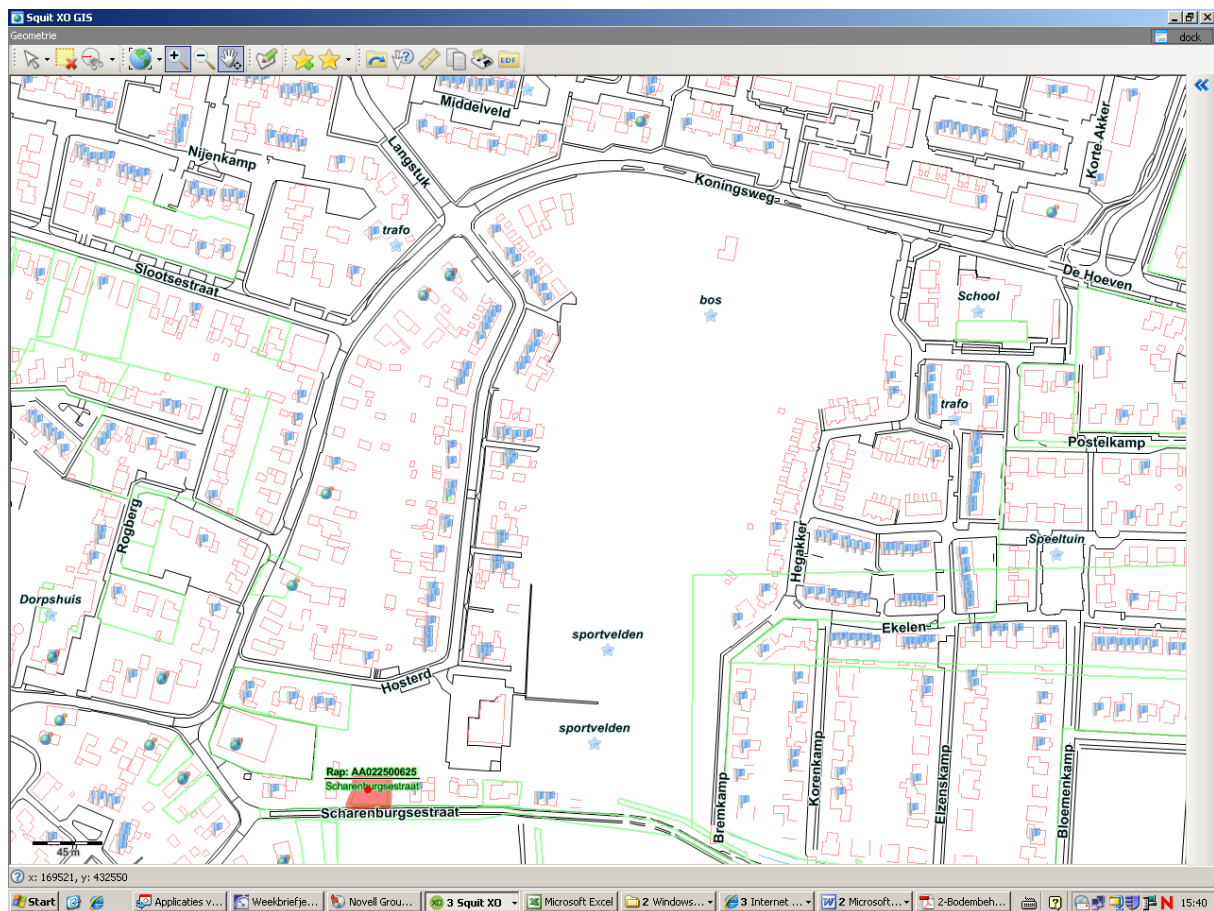 Squit XO GIS
Geometrie
dock
EDF
Middelveld
Langstuk
Nijenkamp
Korte Akker
Koningsweg
trafo
Slootsestraat
De Hoeven
bos
School
trafo
Postelkamp
Rogberg
Hegakker
Speeltuin
Dorpshuis
Ekelen
sportvelden
Hosterd
sportvelden
Rap: AA022500625
Scharenburgsestraat
Scharenburgsestraat
Bremkamp
Korenkamp
Elzenskamp
Bloemenkamp
45 m
x: 169521, y: 432550
Start
Applicaties v...
Weekbriefje...
Novell Grou...
3 Squit XO
Microsoft Excel
2 Windows...
3 Internet ...
2 Microsoft...
2-Bodembeh...
15:40